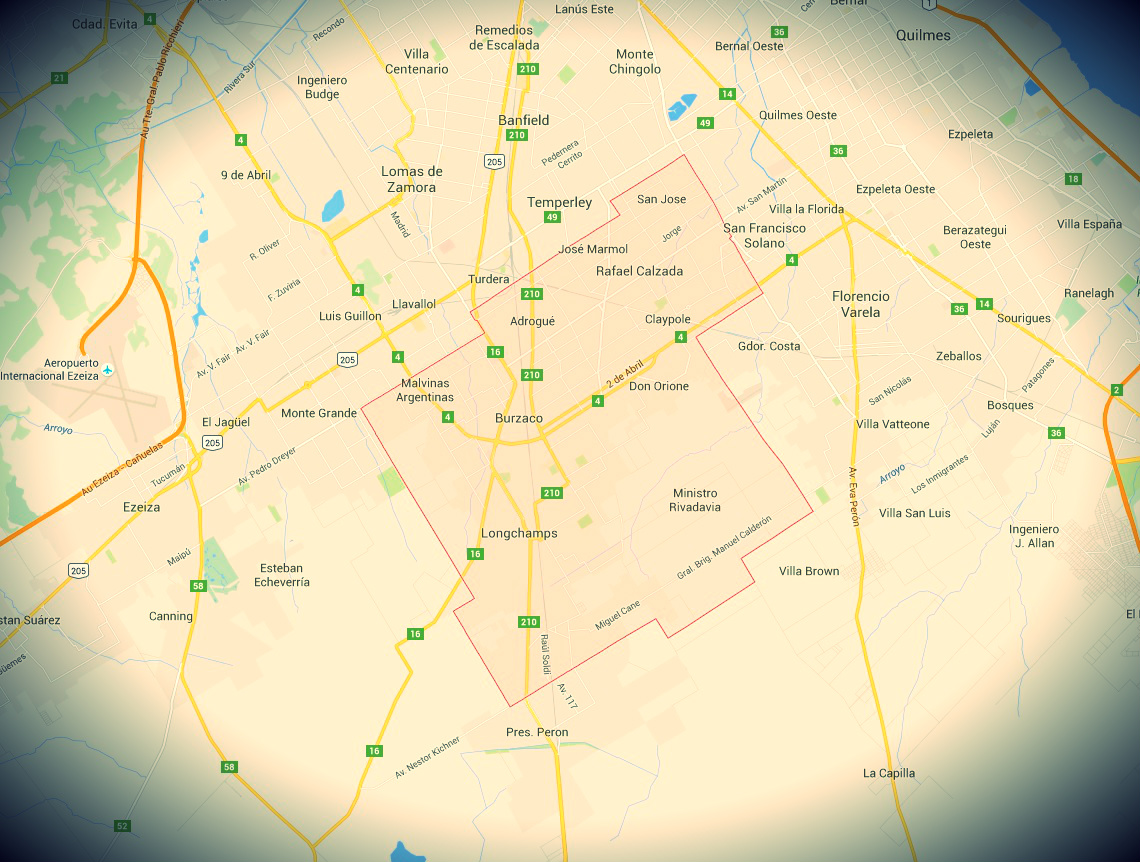 Lanús Este
Bernal
1
Cdad. Evita
4
Recondo
Remedios
de Escalada
36
Quilmes
Bernal Oeste
Villa
Centenario
Monte
Chingolo
Au Tte. Gral. Pablo Ricchieri
21
Rivera Sur
210
Ingeniero
Budge
14
Quilmes Oeste
49
Banfield
210
Ezpeleta
4
36
Pedernera
Cerrito
205
9 de Abril
Lomas de
Zamora
18
Ezpeleta Oeste
Av. San Martín
San Jose
Temperley
49
Villa la Florida
Madrid
Villa España
Jorge
San Francisco
Solano
Berazategui
Oeste
R. Oliver
José Marmol
4
Rafael Calzada
Turdera
F. Zuviria
4
210
Ranelagh
Florencio
Varela
Llavallol
14
36
Luis Guillon
Adrogué
Claypole
Sourigues
4
Av. V. Fair
Av. V. Fair
Gdor. Costa
16
4
205
Zeballos
Aeropuerto
Internacional Ezeiza
210
2 de Abril
Patagones
Malvinas
Argentinas
Don Orione
San Nicolás
2
4
Bosques
Monte Grande
4
Burzaco
El Jagüel
Villa Vatteone
Luján
Arroyo
205
36
Au Ezeiza - Cañuelas
Tucumán
Av. Pedro Dreyer
Arroyo
Los Inmigrantes
Av. Eva Perón
210
Ministro
Rivadavia
Ezeiza
Villa San Luis
Longchamps
Gral. Brig. Manuel Calderón
Ingeniero
J. Allan
16
Maipú
205
Esteban
Echeverría
Villa Brown
58
Canning
Miguel Cane
210
16
Raúl Soldi
Av. 117
Pres. Peron
16
Av. Nestor Kichner
58
La Capilla
52